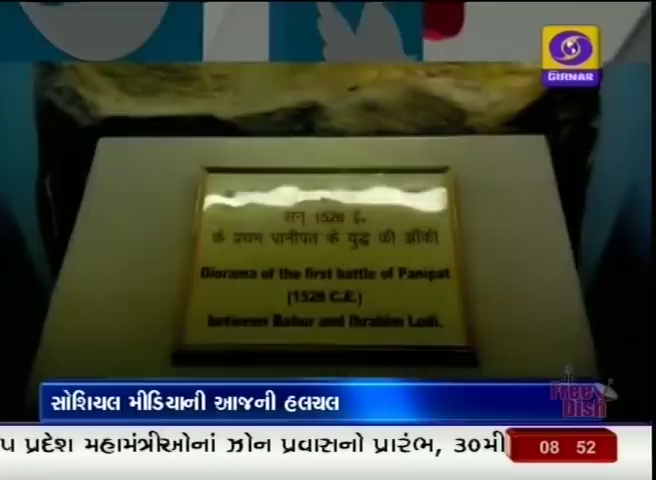 GIRNAR
सन् 1526 ई.
के प्रथम पानीपत के युद्ध की झाँकी
Diorama of the first battle of Panipat
(1526 C.E.)
between Babur and Ibrahim Lodi.
સોશિયલ મીડિયાની આજની હલચલ
Free Dish
પ પ્રદેશ મહામંત્રીઓનાં ઝોન પ્રવાસનો પ્રારંભ, 30મી
08 52